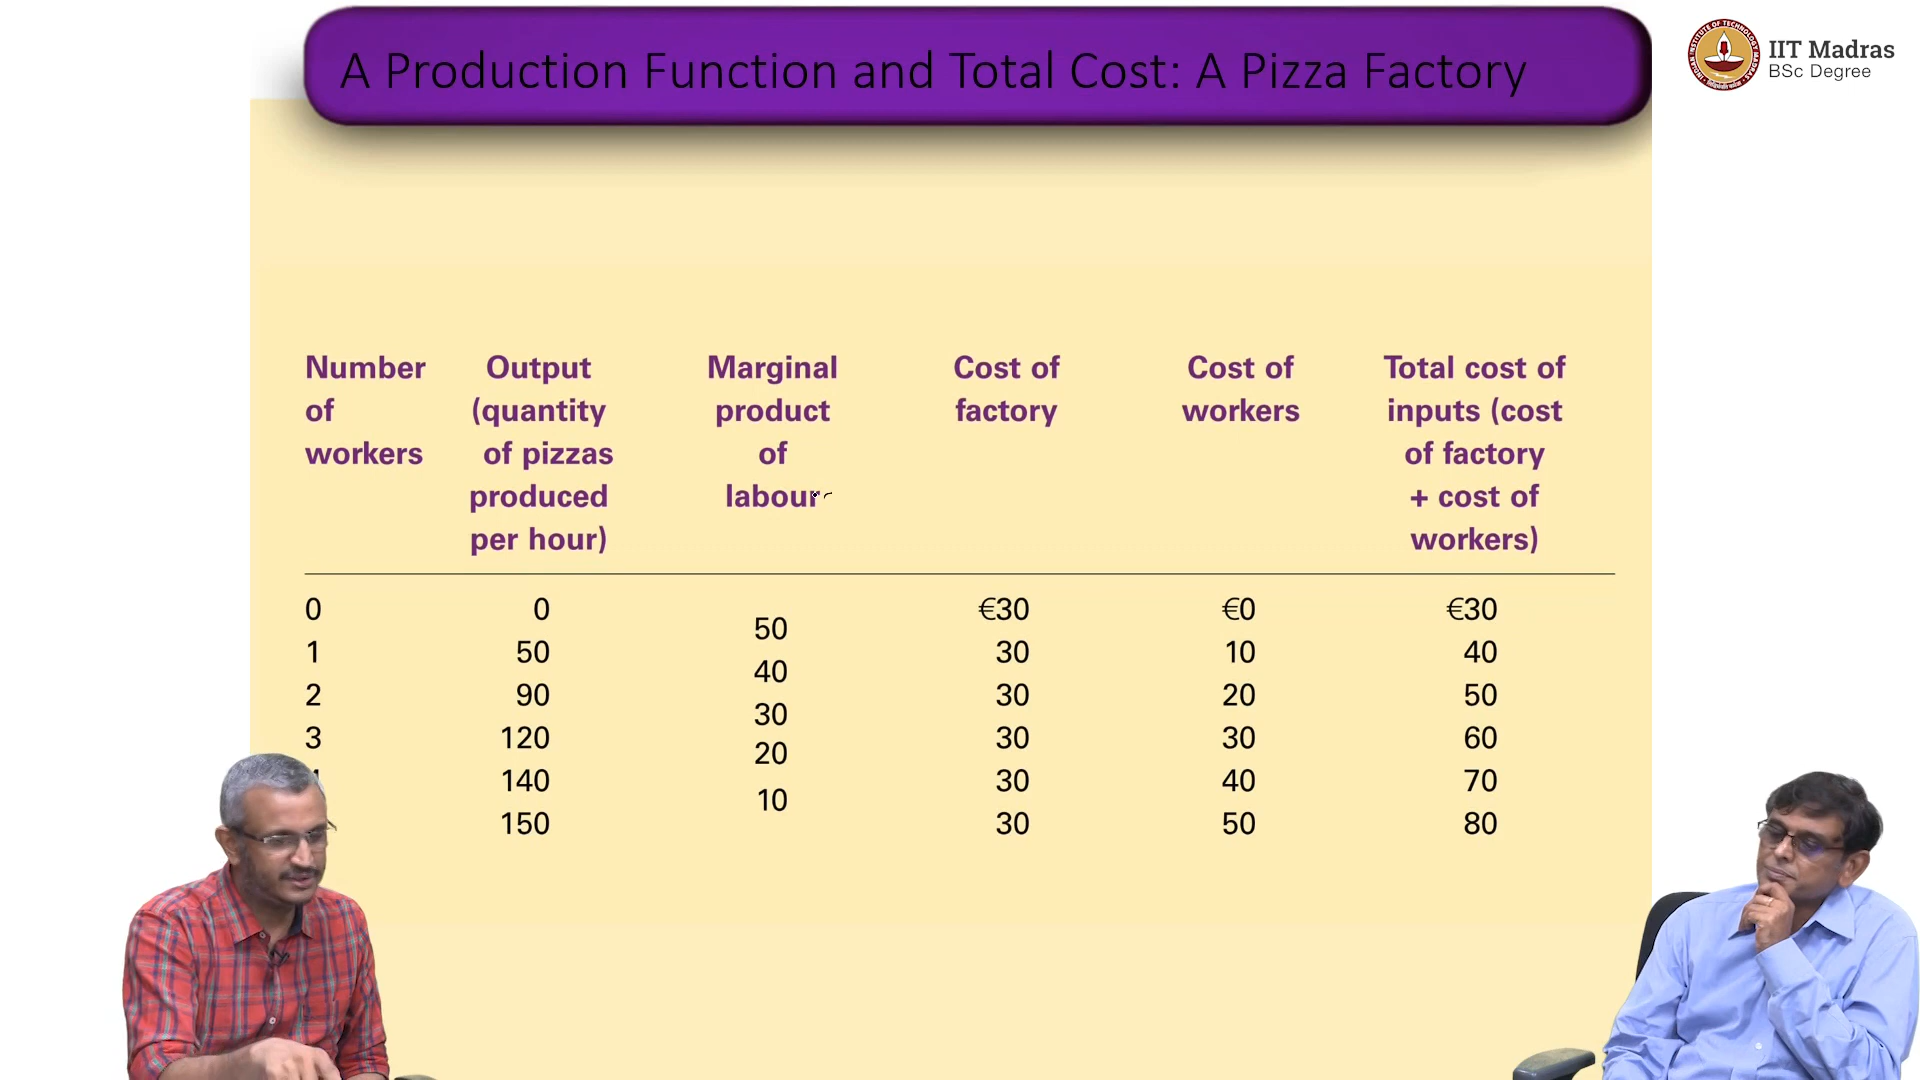 A Production Function and Total Cost: A Pizza Factory
IIT Madras
BSc Degree
Number of workers
Output (quantity of pizzas produced per hour)
Marginal product of labour
Cost of factory
Cost of workers
Total cost of inputs (cost of factory + cost of workers)
0 0 €30 €0 €30
50
1 50 30 10 40
40
2 90 30 20 50
30
3 120 30 30 60
20
140 30 40 70
10
150 30 50 80